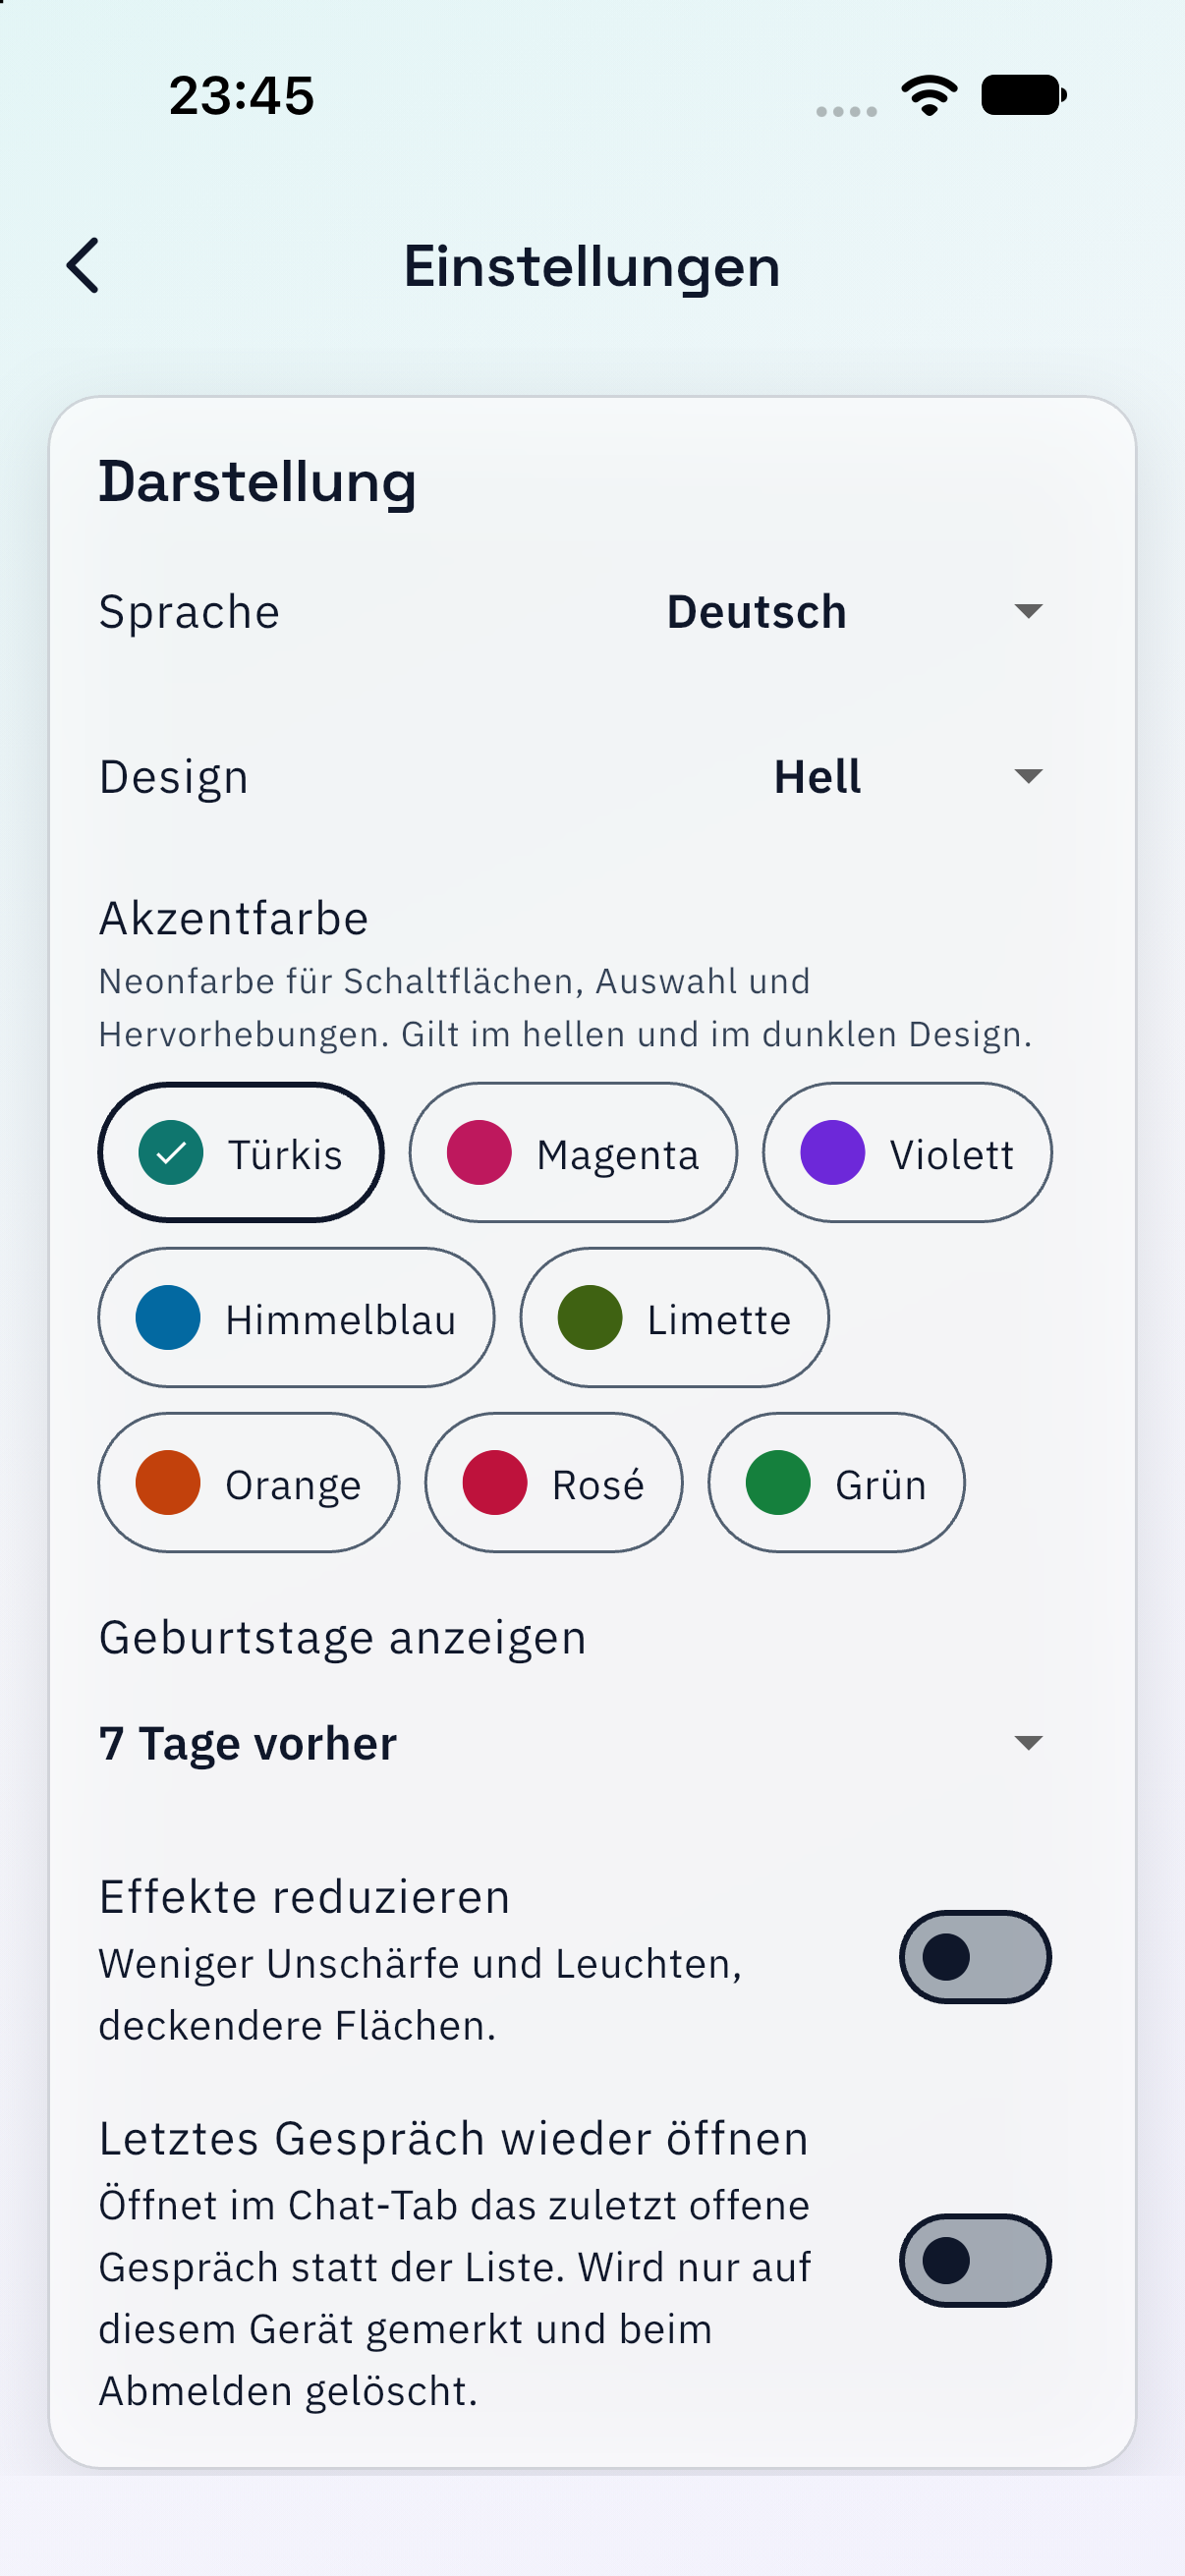 23:45
Einstellungen
Darstellung
Sprache
Deutsch
Design
Hell
Akzentfarbe
Neonfarbe für Schaltflächen, Auswahl und
Hervorhebungen. Gilt im hellen und im dunklen Design.
Türkis
Magenta
Violett
Himmelblau
Limette
Orange
Rosé
Grün
Geburtstage anzeigen
7 Tage vorher
Effekte reduzieren
Weniger Unschärfe und Leuchten,
deckendere Flächen.
Letztes Gespräch wieder öffnen
Öffnet im Chat-Tab das zuletzt offene
Gespräch statt der Liste. Wird nur auf
diesem Gerät gemerkt und beim
Abmelden gelöscht.